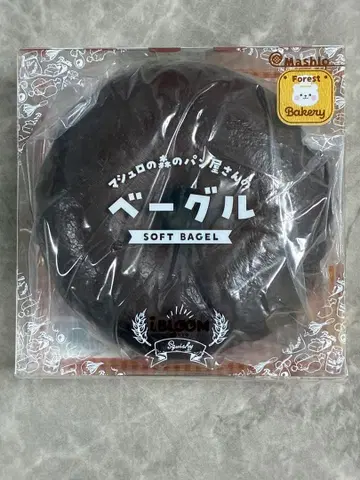 Mashlo
Forest
Bakery
マシュロの森のパン屋さんの
ベーグル
SOFT BAGEL
iBLOOM
Squishy